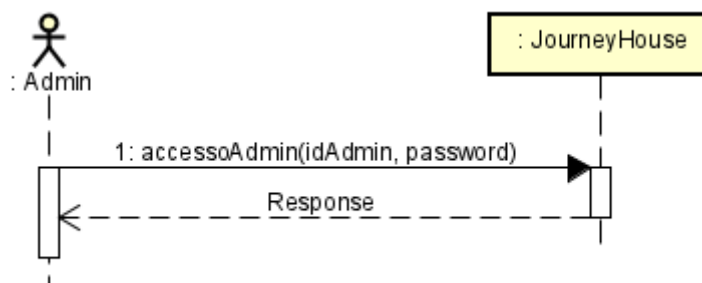 : Admin
: JourneyHouse
1: accessoAdmin(idAdmin, password)
Response